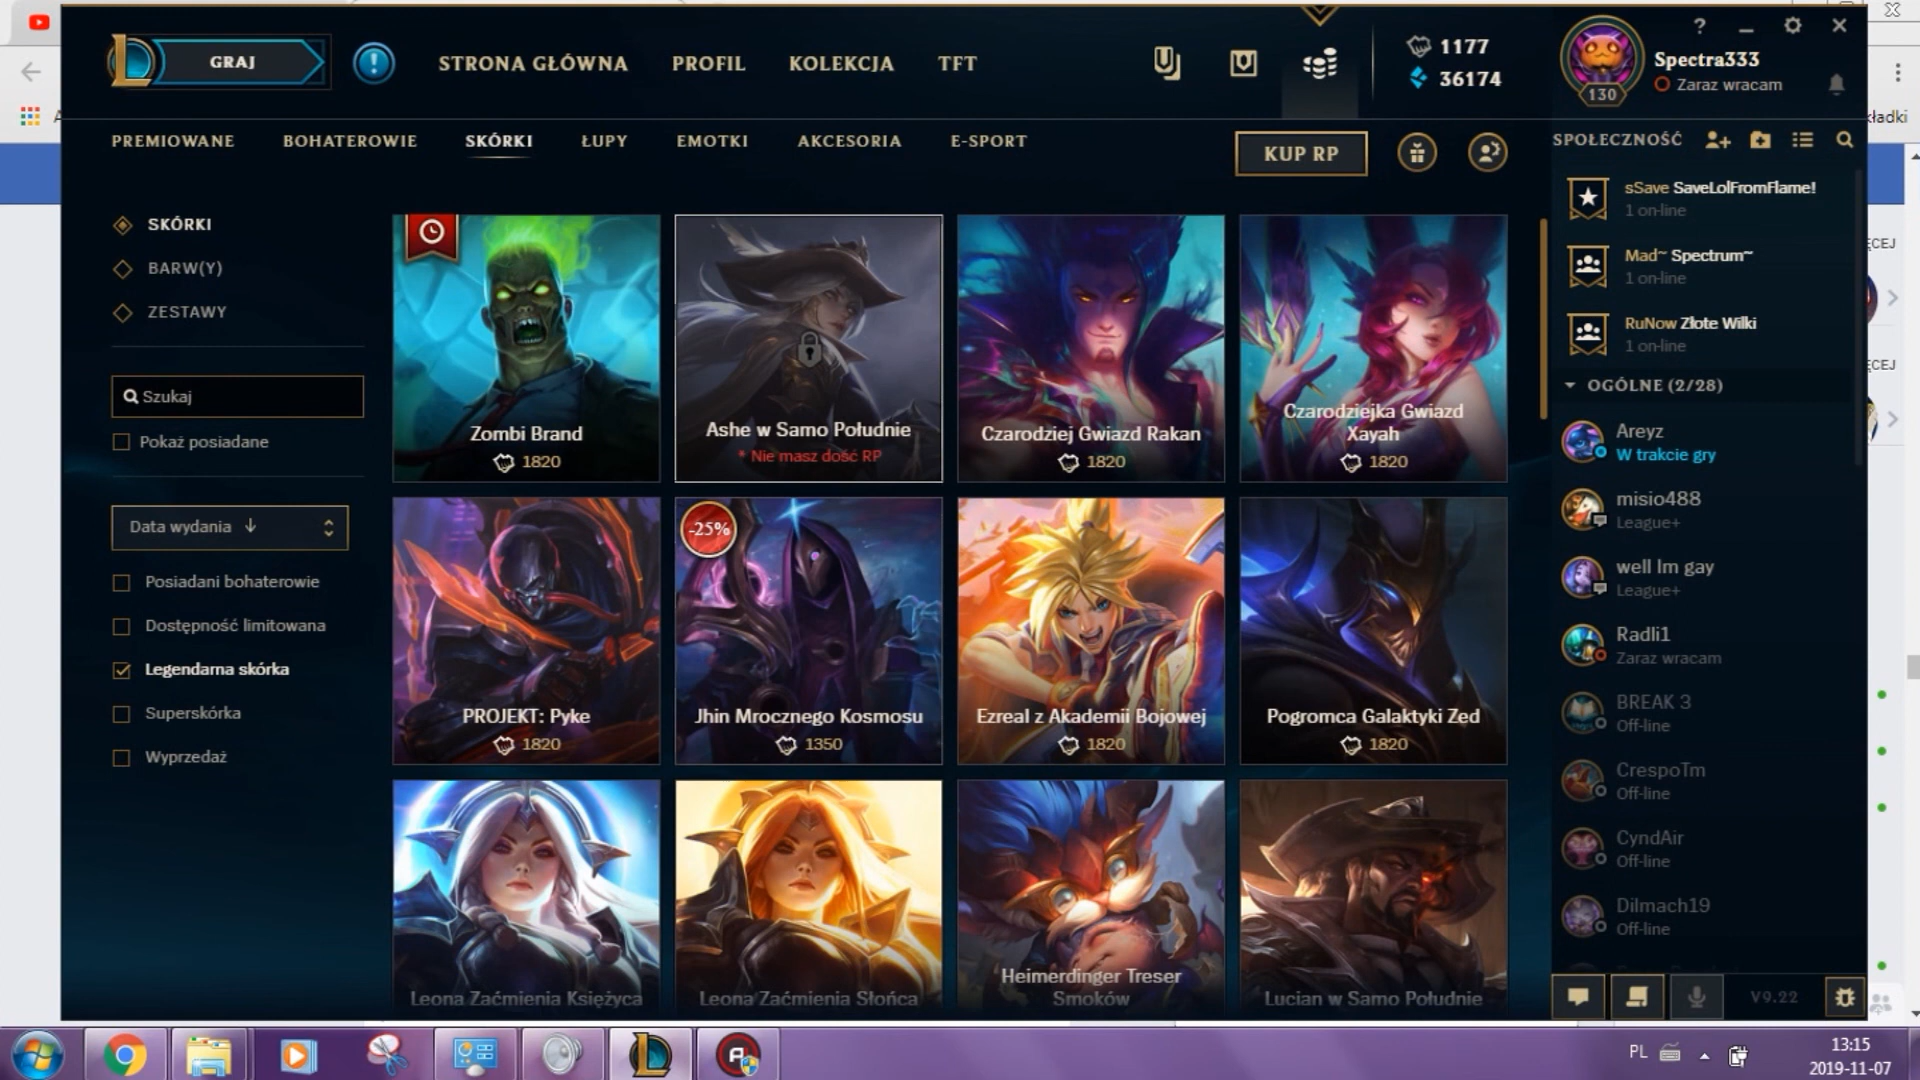 GRAJ
STRONA GŁÓWNA
PROFIL
KOLEKCJA
TFT
1177
36174
130
Spectra333
Zaraz wracam
PREMIOWANE
BOHATEROWIE
SKÓRKI
ŁUPY
EMOTKI
AKCESORIA
E-SPORT
KUP RP
SKÓRKI
BARW(Y)
ZESTAWY
Szukaj
Pokaż posiadane
Data wydania ↓
Posiadani bohaterowie
Dostępność limitowana
Legendarna skórka
Superskórka
Wyprzedaż
Zombi Brand
1820
Ashe w Samo Południe
* Nie masz dość RP
Czarodziej Gwiazd Rakan
1820
Czarodziejka Gwiazd
Xayah
1820
PROJEKT: Pyke
1820
-25%
Jhin Mrocznego Kosmosu
1350
Ezreal z Akademii Bojowej
1820
Pogromca Galaktyki Zed
1820
Leona Zaćmienia Księżyca
Leona Zaćmienia Słońca
Heimerdinger Treser
Smoków
Lucian w Samo Południe
SPOŁECZNOŚĆ
sSave SaveLolFromFlame!
1 on-line
Mad~ Spectrum~
1 on-line
RuNow Złote Wilki
1 on-line
OGÓLNE (2/28)
Areyz
W trakcie gry
misio488
League+
well Im gay
League+
Radli1
Zaraz wracam
BREAK 3
Off-line
CrespoTm
Off-line
CyndAir
Off-line
Dilmach19
Off-line
V9.22
PL
13:15
2019-11-07